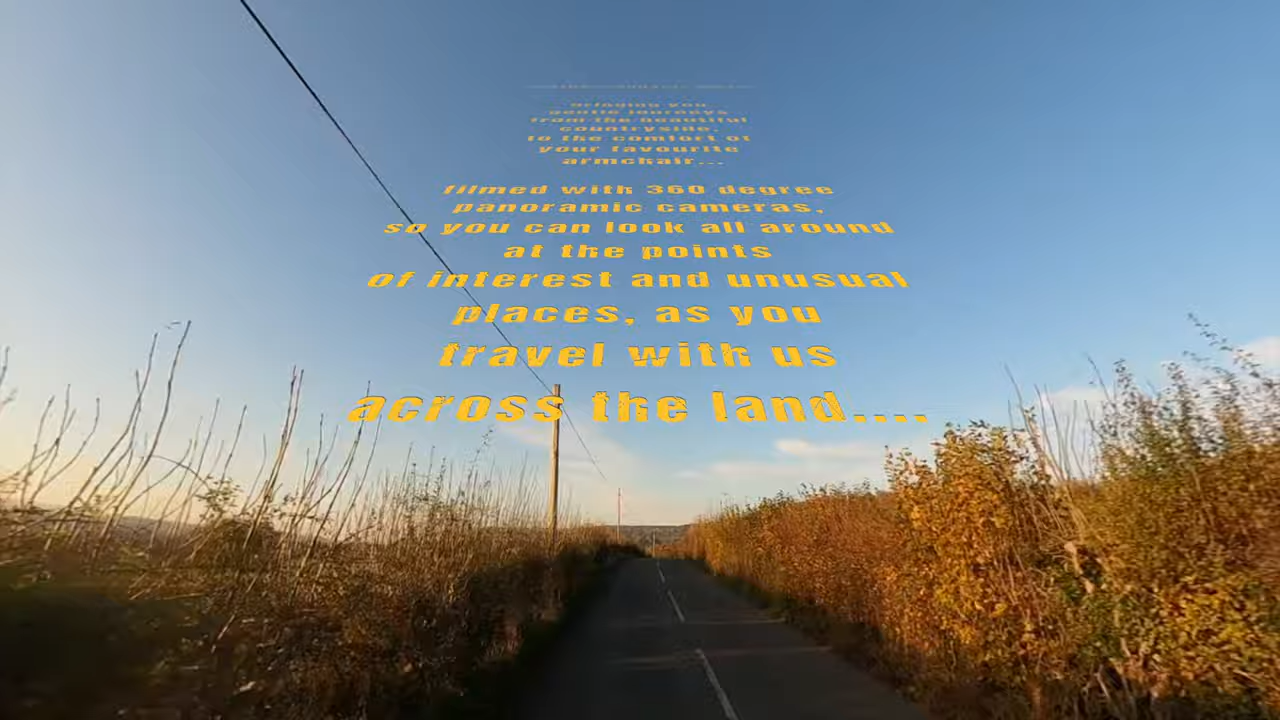 bringing you
gentle journeys
from the beautiful
countryside,
to the comfort of
your favourite
armchair...
filmed with 360 degree
panoramic cameras,
so you can look all around
at the points
of interest and unusual
places, as you
travel with us
across the land....